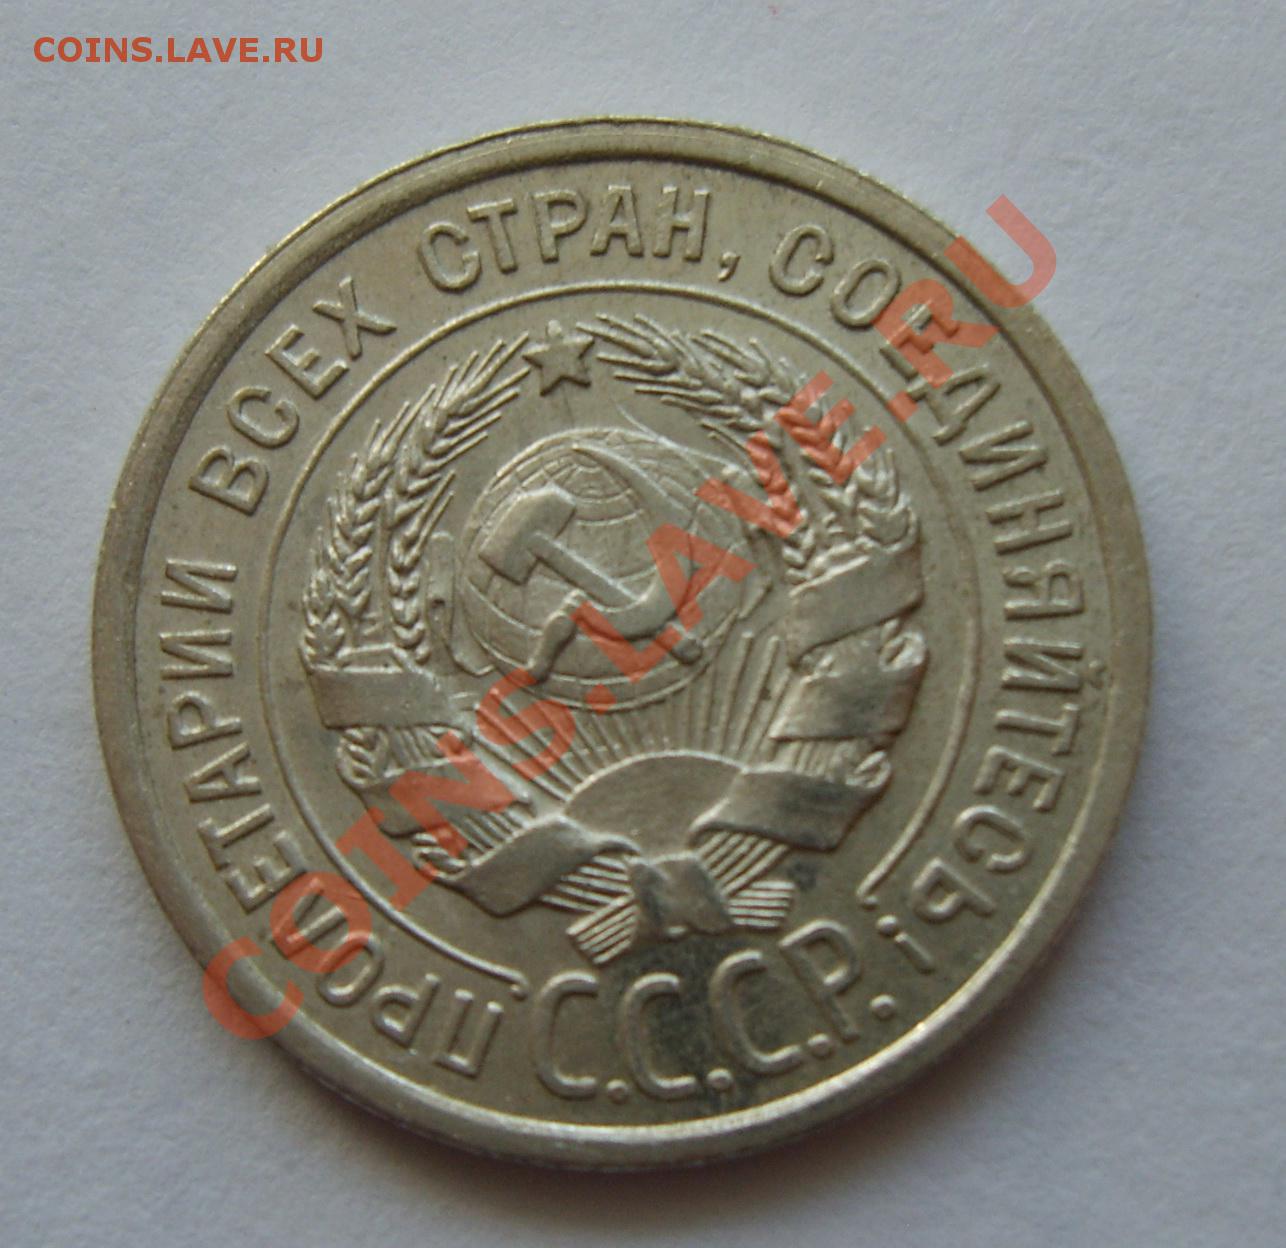 COINS.LAVE.RU
ПРОЛЕТАРИИ ВСЕХ СТРАН, СОЕДИНЯЙТЕСЬ!
С.С.С.Р.
COINS.LAVE.RU